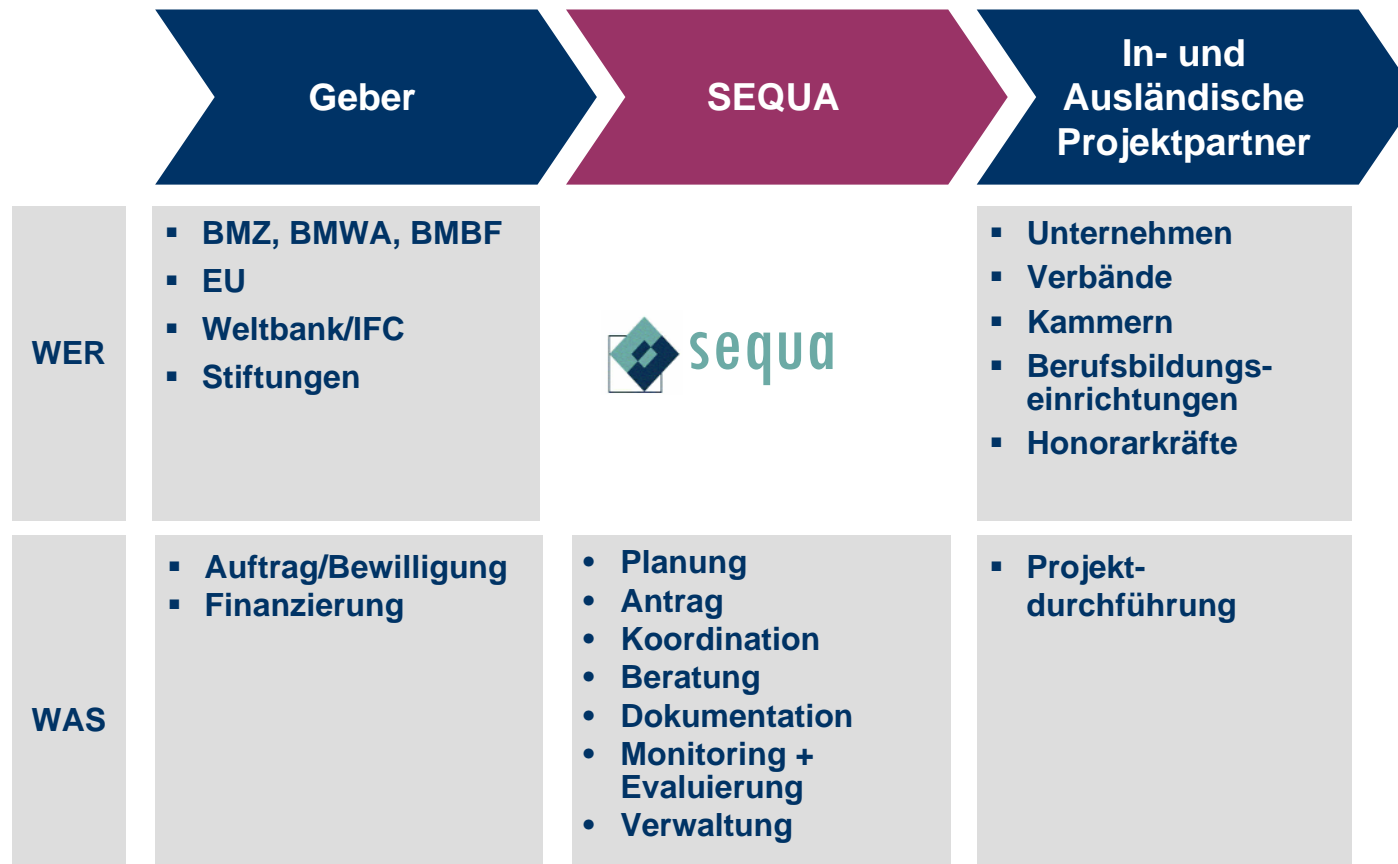 Geber
SEQUA
In- und
Ausländische
Projektpartner
WER
▪ BMZ, BMWA, BMBF
▪ EU
▪ Weltbank/IFC
▪ Stiftungen
sequa
▪ Unternehmen
▪ Verbände
▪ Kammern
▪ Berufsbildungs-
einrichtungen
▪ Honorarkräfte
WAS
▪ Auftrag/Bewilligung
▪ Finanzierung
• Planung
• Antrag
• Koordination
• Beratung
• Dokumentation
• Monitoring +
Evaluierung
• Verwaltung
▪ Projekt-
durchführung